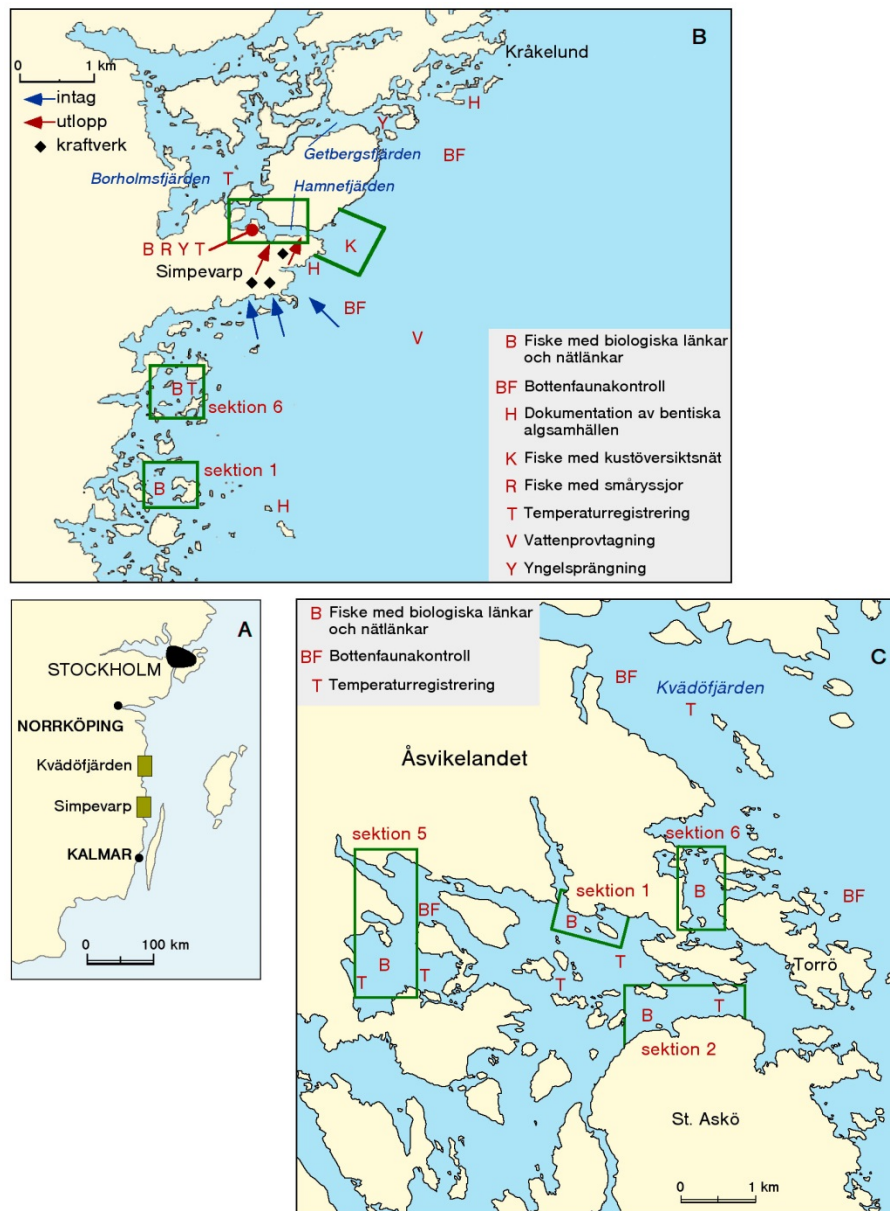 B
Kråkelund
0 1 km
intag
utlopp
kraftverk
H
Y
Getbergsfjärden
BF
Borholmsfjärden
T
Hamnefjärden
K
B R Y T
Simpevarp
H
BF
V
B T
sektion 6
sektion 1
B
H
B Fiske med biologiska länkar
och nätlänkar
BF Bottenfaunakontroll
H Dokumentation av bentiska
algsamhällen
K Fiske med kustöversiktsnät
R Fiske med småryssjor
T Temperaturregistrering
V Vattenprovtagning
Y Yngelsprängning
A
STOCKHOLM
NORRKÖPING
Kvädöfjärden
Simpevarp
KALMAR
0 100 km
B Fiske med biologiska länkar
och nätlänkar
BF Bottenfaunakontroll
T Temperaturregistrering
C
BF
Kvädöfjärden
T
Åsvikelandet
sektion 5
sektion 6
sektion 1
B
BF
B
BF
B
T
T
T
T
Torrö
B
T
sektion 2
St. Askö
0 1 km